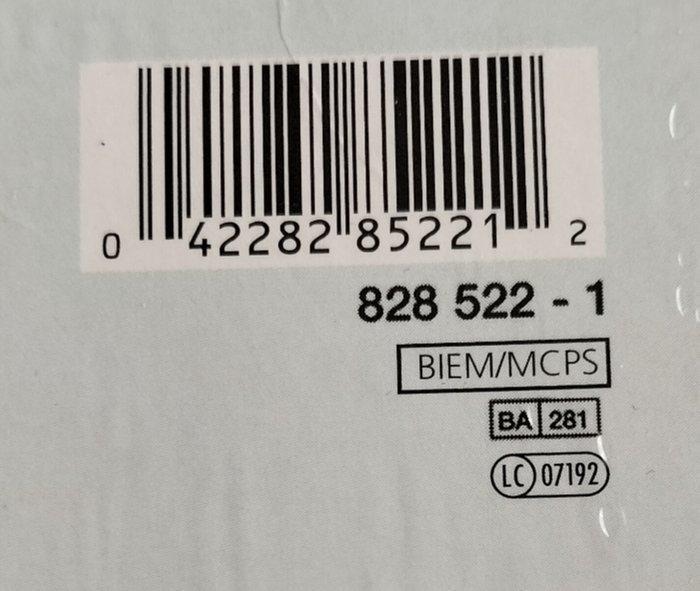 0 42282 85221 2
828 522 - 1
BIEM/MCPS
BA 281
LC 07192